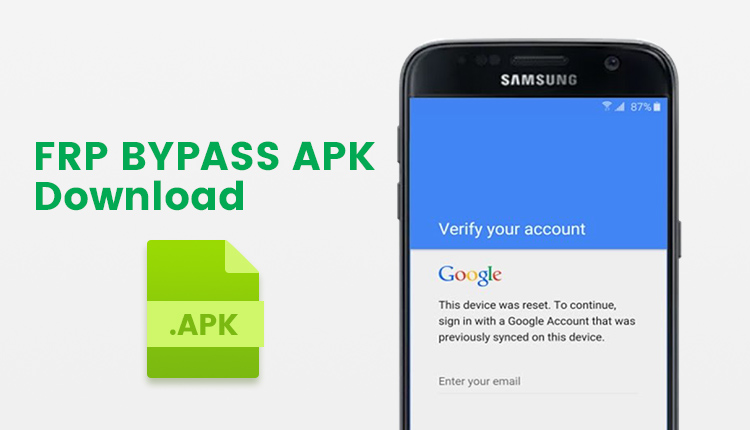 FRP BYPASS APK
Download
.APK
SAMSUNG
87%
Verify your account
Google
This device was reset. To continue,
sign in with a Google Account that was
previously synced on this device.
Enter your email